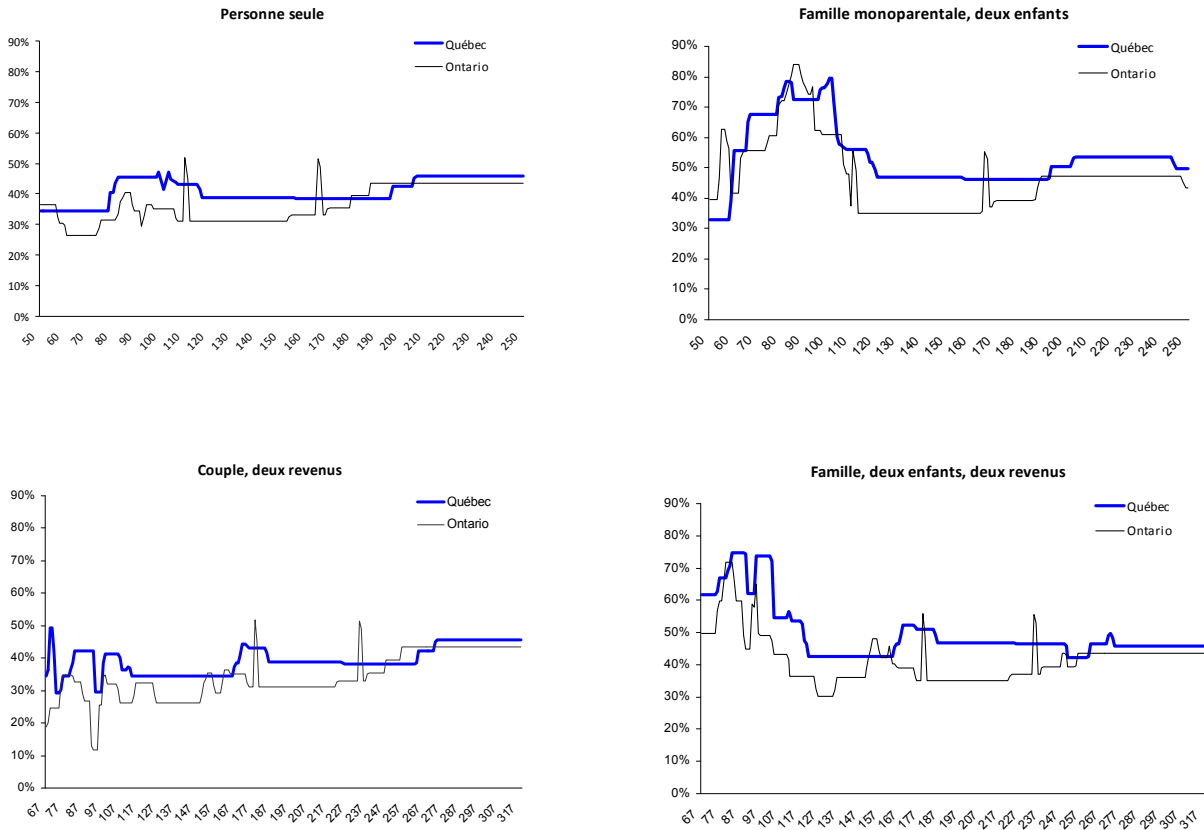 Personne seule
90%
80%
70%
60%
50%
40%
30%
20%
10%
0%
Québec
Ontario
50 60 70 80 90 100 110 120 130 140 150 160 170 180 190 200 210 220 230 240 250
Famille monoparentale, deux enfants
90%
80%
70%
60%
50%
40%
30%
20%
10%
0%
Québec
Ontario
50 60 70 80 90 100 110 120 130 140 150 160 170 180 190 200 210 220 230 240 250
Couple, deux revenus
90%
80%
70%
60%
50%
40%
30%
20%
10%
0%
Québec
Ontario
67 77 87 97 107 117 127 137 147 157 167 177 187 197 207 217 227 237 247 257 267 277 287 297 307 317
Famille, deux enfants, deux revenus
90%
80%
70%
60%
50%
40%
30%
20%
10%
0%
Québec
Ontario
67 77 87 97 107 117 127 137 147 157 167 177 187 197 207 217 227 237 247 257 267 277 287 297 307 317